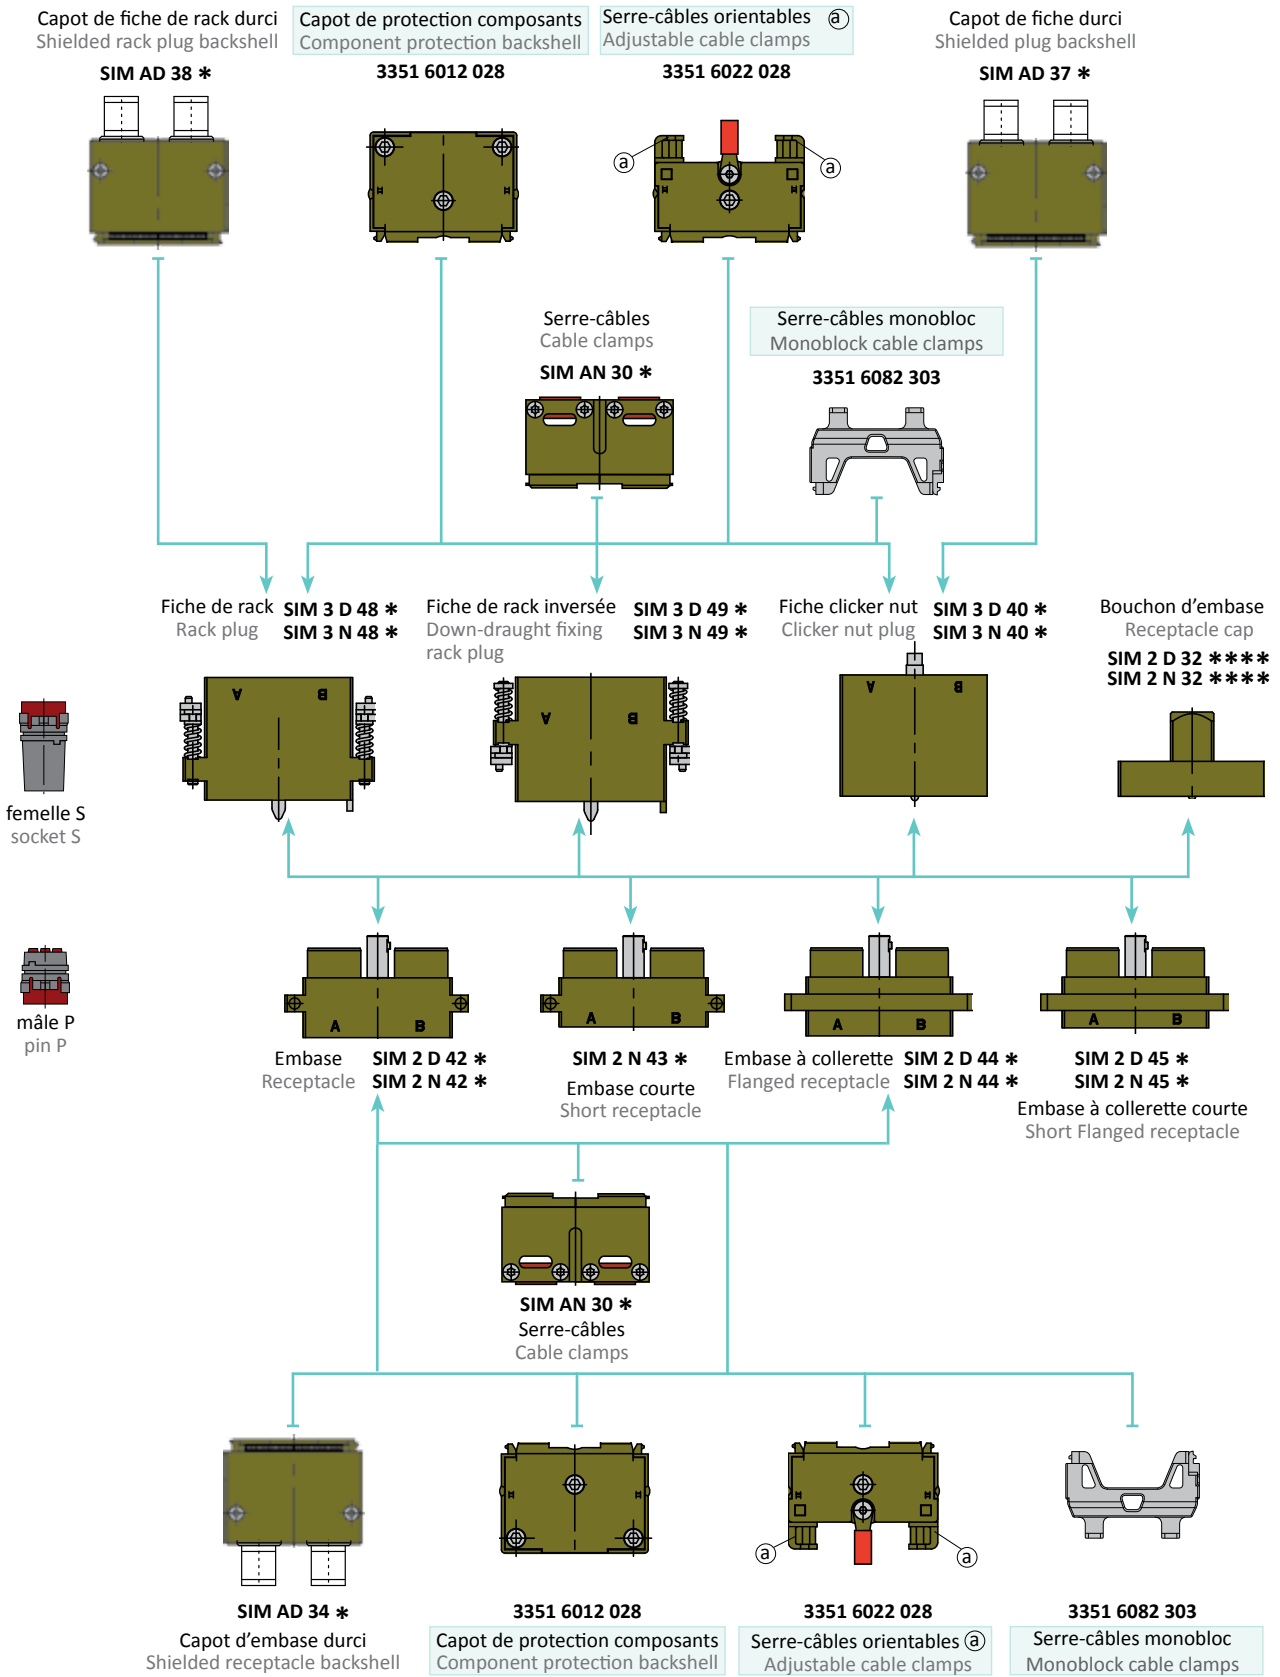 Capot de fiche de rack durci
Shielded rack plug backshell
SIM AD 38 *
Capot de protection composants
Component protection backshell
3351 6012 028
Serre-câbles orientables ⓐ
Adjustable cable clamps
3351 6022 028
Capot de fiche durci
Shielded plug backshell
SIM AD 37 *
ⓐ
ⓐ
Serre-câbles
Cable clamps
SIM AN 30 *
Serre-câbles monobloc
Monoblock cable clamps
3351 6082 303
Fiche de rack
Rack plug
SIM 3 D 48 *
SIM 3 N 48 *
Fiche de rack inversée
Down-draught fixing
rack plug
SIM 3 D 49 *
SIM 3 N 49 *
Fiche clicker nut
Clicker nut plug
SIM 3 D 40 *
SIM 3 N 40 *
Bouchon d'embase
Receptacle cap
SIM 2 D 32 ****
SIM 2 N 32 ****
A B
A B
A B
femelle S
socket S
mâle P
pin P
A B
A B
A B
A B
Embase
Receptacle
SIM 2 D 42 *
SIM 2 N 42 *
SIM 2 N 43 *
Embase courte
Short receptacle
Embase à collerette
Flanged receptacle
SIM 2 D 44 *
SIM 2 N 44 *
SIM 2 D 45 *
SIM 2 N 45 *
Embase à collerette courte
Short Flanged receptacle
SIM AN 30 *
Serre-câbles
Cable clamps
ⓐ
ⓐ
SIM AD 34 *
Capot d'embase durci
Shielded receptacle backshell
3351 6012 028
Capot de protection composants
Component protection backshell
3351 6022 028
Serre-câbles orientables ⓐ
Adjustable cable clamps
3351 6082 303
Serre-câbles monobloc
Monoblock cable clamps